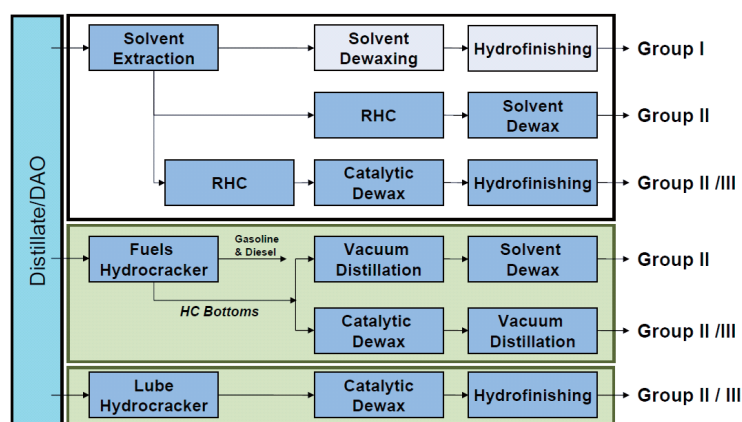 Distillate/DAO
Solvent
Extraction
Solvent
Dewaxing
Hydrofinishing
Group I
RHC
Solvent
Dewax
Group II
RHC
Catalytic
Dewax
Hydrofinishing
Group II /III
Fuels
Hydrocracker
Gasoline
& Diesel
HC Bottoms
Vacuum
Distillation
Solvent
Dewax
Group II
Catalytic
Dewax
Vacuum
Distillation
Group II /III
Lube
Hydrocracker
Catalytic
Dewax
Hydrofinishing
Group II / III